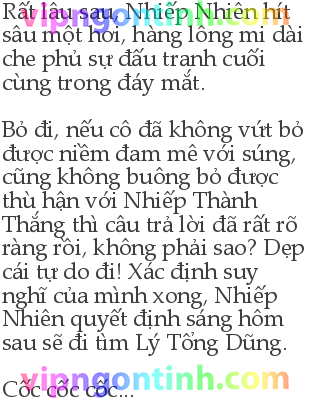 vipngontinh.com
Rất lâu sau, Nhiếp Nhiên hít
sâu một hơi, hàng lông mi dài
che phủ sự đấu tranh cuối
cùng trong đáy mắt.
Bỏ đi, nếu cô đã không vứt bỏ
được niềm đam mê với súng,
cũng không buông bỏ được
thù hận với Nhiếp Thành
Thắng thì câu trả lời đã rất rõ
ràng rồi, không phải sao? Dẹp
cái tự do đi! Xác định suy
nghĩ của mình xong, Nhiếp
Nhiên quyết định sáng hôm
sau sẽ đi tìm Lý Tổng Dũng.
vipngontinh.com
Cốc cốc cốc...